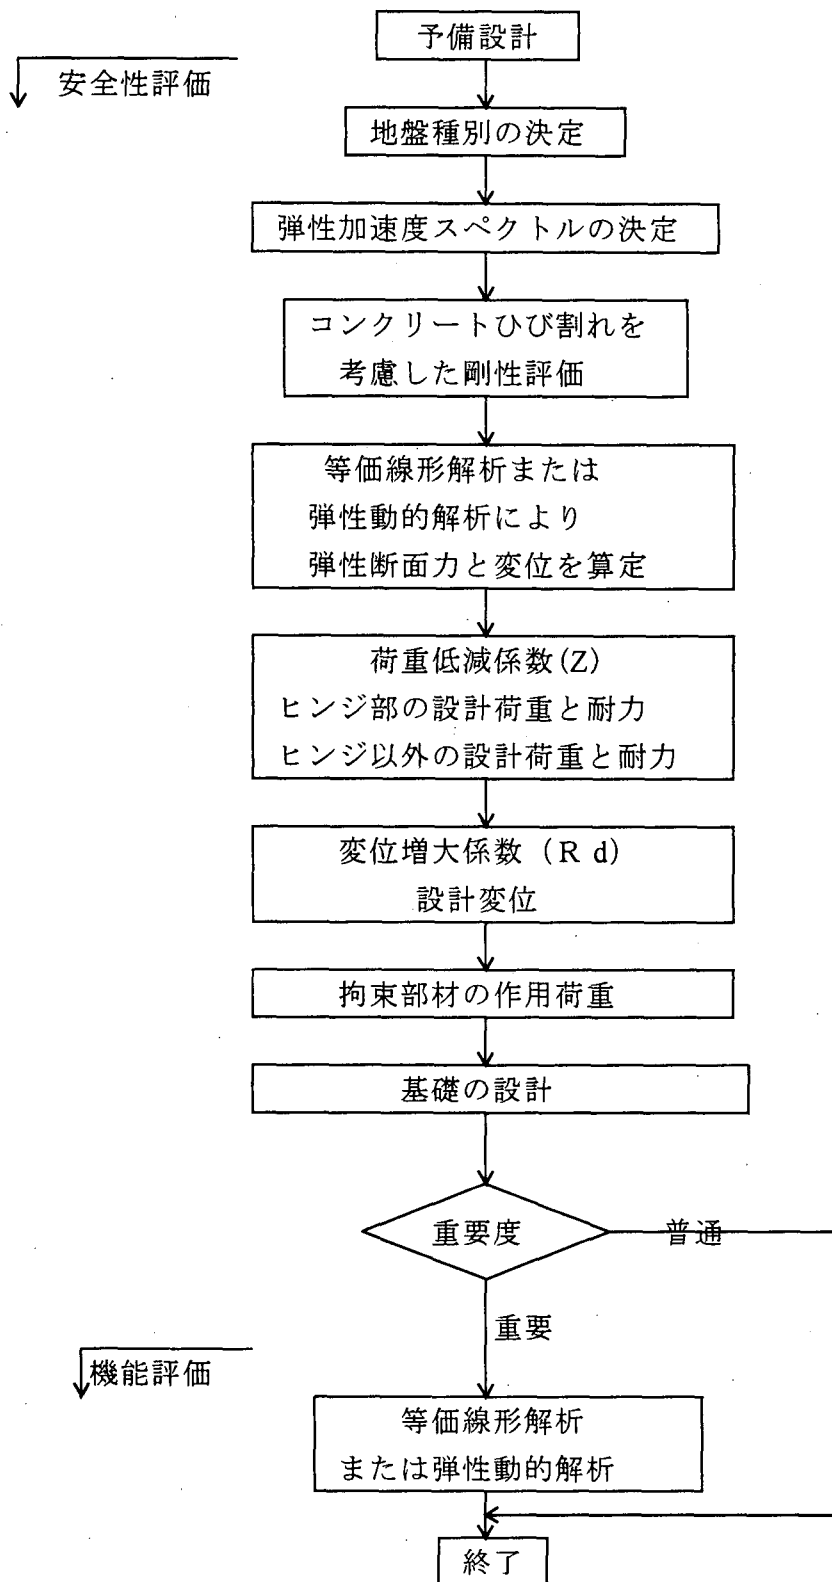 予備設計
安全性評価
地盤種別の決定
弾性加速度スペクトルの決定
コンクリートひび割れを
考慮した剛性評価
等価線形解析または
弾性動的解析により
弾性断面力と変位を算定
荷重低減係数(Z)
ヒンジ部の設計荷重と耐力
ヒンジ以外の設計荷重と耐力
変位増大係数（R d）
設計変位
拘束部材の作用荷重
基礎の設計
重要度
普通
重要
機能評価
等価線形解析
または弾性動的解析
終了